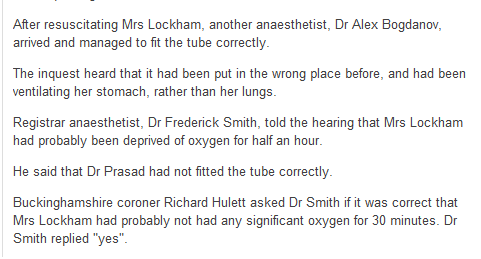 After resuscitating Mrs Lockham, another anaesthetist, Dr Alex Bogdanov,
arrived and managed to fit the tube correctly.
The inquest heard that it had been put in the wrong place before, and had been
ventilating her stomach, rather than her lungs.
Registrar anaesthetist, Dr Frederick Smith, told the hearing that Mrs Lockham
had probably been deprived of oxygen for half an hour.
He said that Dr Prasad had not fitted the tube correctly.
Buckinghamshire coroner Richard Hulett asked Dr Smith if it was correct that
Mrs Lockham had probably not had any significant oxygen for 30 minutes. Dr
Smith replied "yes".